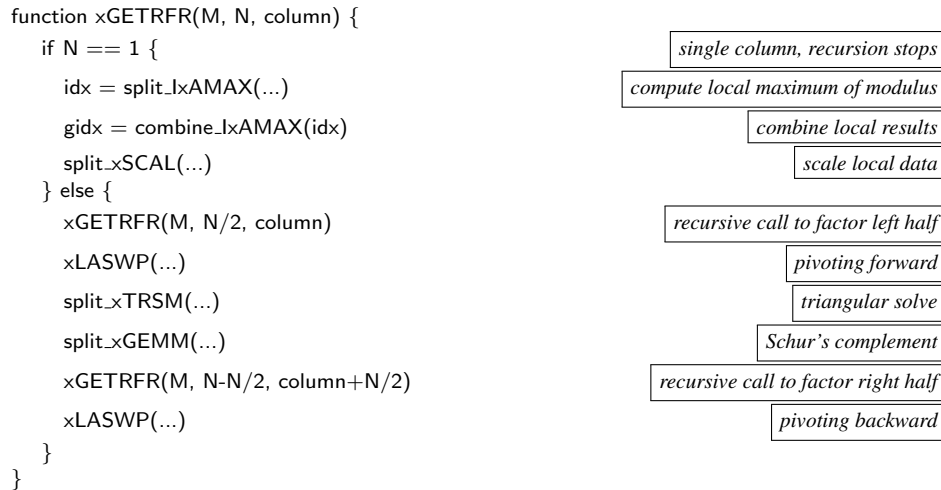 function xGETRFR(M, N, column) {
if N == 1 { single column, recursion stops
idx = split_IxAMAX(...) compute local maximum of modulus
gidx = combine_IxAMAX(idx) combine local results
split_xSCAL(...) scale local data
} else {
xGETRFR(M, N/2, column) recursive call to factor left half
xLASWP(...) pivoting forward
split_xTRSM(...) triangular solve
split_xGEMM(...) Schur's complement
xGETRFR(M, N-N/2, column+N/2) recursive call to factor right half
xLASWP(...) pivoting backward
}
}